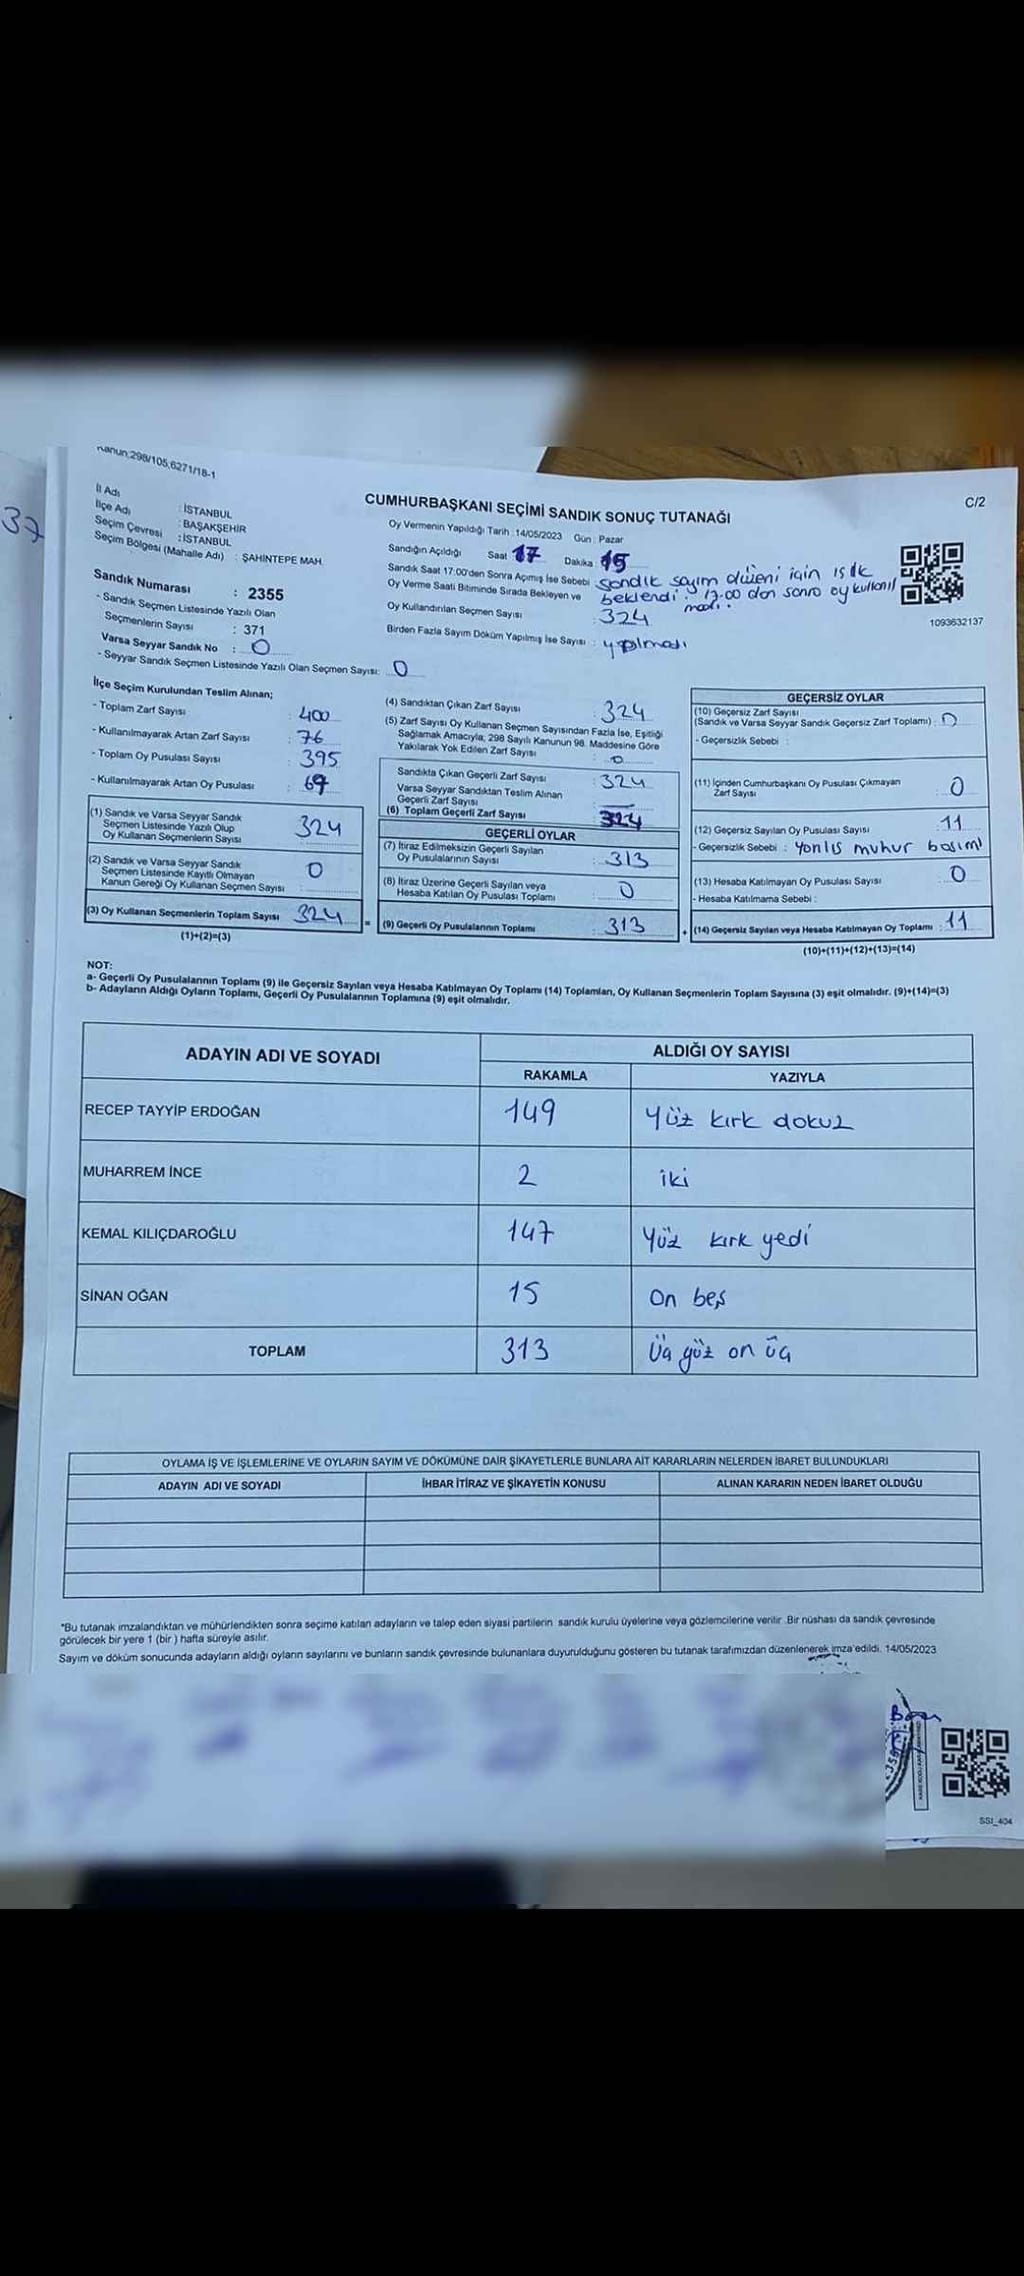 Kanun;298/105,6271/18-1
C/2
37
CUMHURBAŞKANI SEÇİMİ SANDIK SONUÇ TUTANAĞI
İl Adı : İSTANBUL
İlçe Adı : BAŞAKŞEHİR
Seçim Çevresi : İSTANBUL
Seçim Bölgesi (Mahalle Adı) : ŞAHİNTEPE MAH.
Sandık Numarası : 2355
- Sandık Seçmen Listesinde Yazılı Olan
Seçmenlerin Sayısı : 371
Varsa Seyyar Sandık No : 0
- Seyyar Sandık Seçmen Listesinde Yazılı Olan Seçmen Sayısı: 0
Oy Vermenin Yapıldığı Tarih : 14/05/2023 Gün : Pazar
Sandığın Açıldığı Saat 17 Dakika 15
Sandık Saat 17:00'den Sonra Açımış İse Sebebi sandık sayım düzeni için ıslk
Oy Verme Saati Bitiminde Sırada Bekleyen ve beklendi. 17.00 dan sonra oy kullanıl
madı.
Oy Kullandırılan Seçmen Sayısı : 324
Birden Fazla Sayım Döküm Yapılmış İse Sayısı : yapılmadı
1093632137
İlçe Seçim Kurulundan Teslim Alınan;
- Toplam Zarf Sayısı : 400
- Kullanılmayarak Artan Zarf Sayısı : 76
- Toplam Oy Pusulası Sayısı : 395
- Kullanılmayarak Artan Oy Pusulası : 69
(1) Sandık ve Varsa Seyyar Sandık
Seçmen Listesinde Yazılı Olup
Oy Kullanan Seçmenlerin Sayısı 324
(2) Sandık ve Varsa Seyyar Sandık
Seçmen Listesinde Kayıtlı Olmayan
Kanun Gereği Oy Kullanan Seçmen Sayısı 0
(3) Oy Kullanan Seçmenlerin Toplam Sayısı 324 =
(1)+(2)=(3)
(4) Sandıktan Çıkan Zarf Sayısı : 324
(5) Zarf Sayısı Oy Kullanan Seçmen Sayısından Fazla İse, Eşitliği
Sağlamak Amacıyla, 298 Sayılı Kanunun 98. Maddesine Göre
Yakılarak Yok Edilen Zarf Sayısı : 0
Sandıkta Çıkan Geçerli Zarf Sayısı : 324
Varsa Seyyar Sandıktan Teslim Alınan
Geçerli Zarf Sayısı
(6) Toplam Geçerli Zarf Sayısı 324
GEÇERLİ OYLAR
(7) İtiraz Edilmeksizin Geçerli Sayılan
Oy Pusulalarının Sayısı : 313
(8) İtiraz Üzerine Geçerli Sayılan veya
Hesaba Katılan Oy Pusulası Toplamı : 0
(9) Geçerli Oy Pusulalarının Toplamı : 313 +
GEÇERSİZ OYLAR
(10) Geçersiz Zarf Sayısı
(Sandık ve Varsa Seyyar Sandık Geçersiz Zarf Toplamı) : 0
- Geçersizlik Sebebi :
(11) İçinden Cumhurbaşkanı Oy Pusulası Çıkmayan
Zarf Sayısı 0
(12) Geçersiz Sayılan Oy Pusulası Sayısı : 11
- Geçersizlik Sebebi : Yanlıs muhur basımı
(13) Hesaba Katılmayan Oy Pusulası Sayısı : 0
- Hesaba Katılmama Sebebi :
(14) Geçersiz Sayılan veya Hesaba Katılmayan Oy Toplamı : 11
(10)+(11)+(12)+(13)=(14)
NOT:
a- Geçerli Oy Pusulalarının Toplamı (9) ile Geçersiz Sayılan veya Hesaba Katılmayan Oy Toplamı (14) Toplamları, Oy Kullanan Seçmenlerin Toplam Sayısına (3) eşit olmalıdır. (9)+(14)=(3)
b- Adayların Aldığı Oyların Toplamı, Geçerli Oy Pusulalarının Toplamına (9) eşit olmalıdır.
ADAYIN ADI VE SOYADI ALDIĞI OY SAYISI
RAKAMLA YAZIYLA
RECEP TAYYİP ERDOĞAN 149 Yüz kırk dokuz
MUHARREM İNCE 2 iki
KEMAL KILIÇDAROĞLU 147 Yüz kırk yedi
SİNAN OĞAN 15 On beş
TOPLAM 313 Üç yüz on üç
OYLAMA İŞ VE İŞLEMLERİNE VE OYLARIN SAYIM VE DÖKÜMÜNE DAİR ŞİKAYETLERLE BUNLARA AİT KARARLARIN NELERDEN İBARET BULUNDUKLARI
ADAYIN ADI VE SOYADI İHBAR İTİRAZ VE ŞİKAYETİN KONUSU ALINAN KARARIN NEDEN İBARET OLDUĞU
*Bu tutanak imzalandıktan ve mühürlendikten sonra seçime katılan adayların ve talep eden siyasi partilerin sandık kurulu üyelerine veya gözlemcilerine verilir. Bir nüshası da sandık çevresinde
görülecek bir yere 1 (bir ) hafta süreyle asılır.
Sayım ve döküm sonucunda adayların aldığı oyların sayılarını ve bunların sandık çevresinde bulunanlara duyurulduğunu gösteren bu tutanak tarafımızdan düzenlenerek imza edildi. 14/05/2023
SSI_404